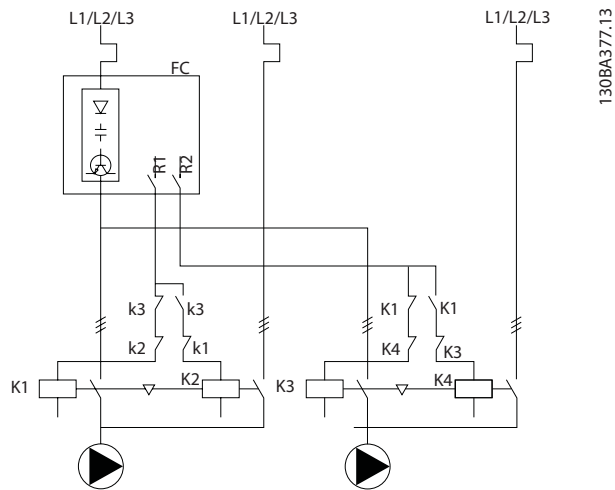 L1/L2/L3 L1/L2/L3 L1/L2/L3
130BA377.13
FC
R1 R2
k3 k3 K1 K1
k2 k1 K4 K3
K1 K2 K3 K4